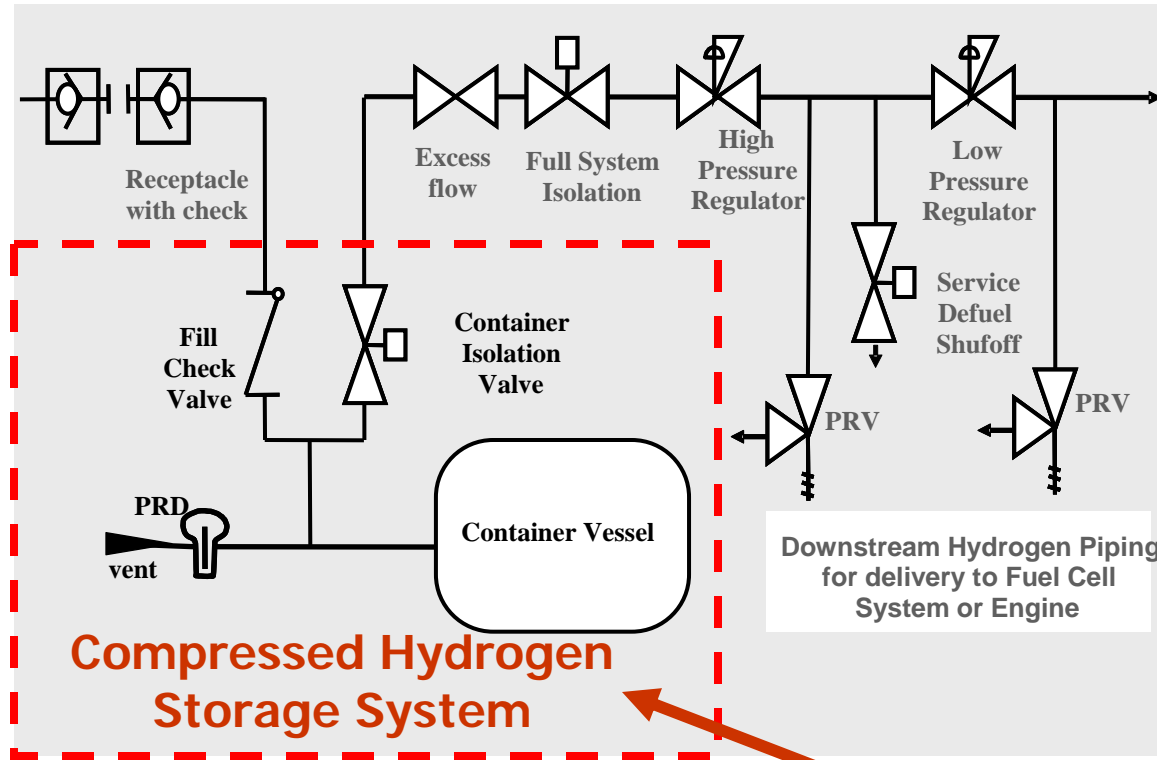 Receptacle
with check
Excess
flow
Full System
Isolation
High
Pressure
Regulator
Low
Pressure
Regulator
Fill
Check
Valve
Container
Isolation
Valve
Service
Defuel
Shufoff
PRV
PRV
PRD
vent
Container Vessel
Downstream Hydrogen Piping
for delivery to Fuel Cell
System or Engine
Compressed Hydrogen
Storage System